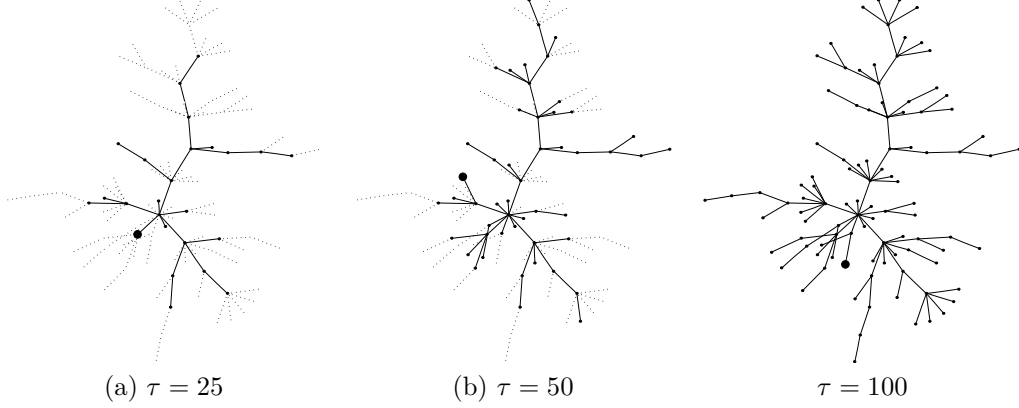 (a) τ = 25 (b) τ = 50 τ = 100